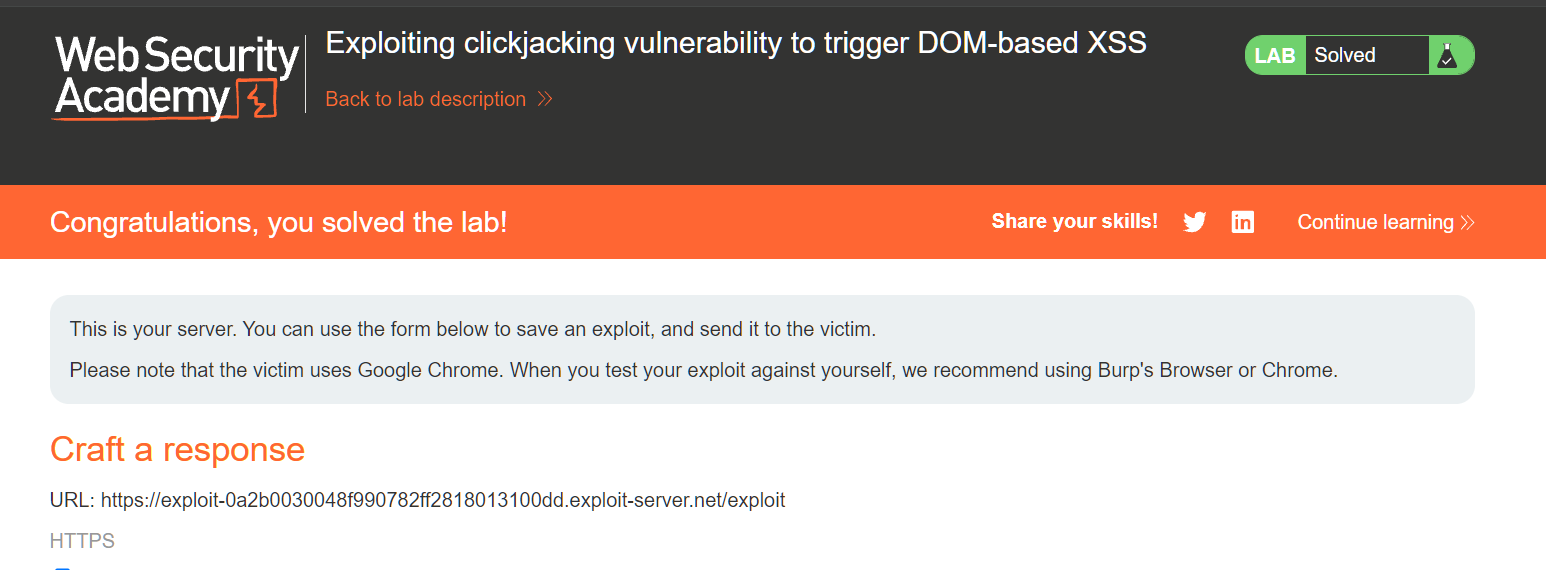 Web Security
Academy
Exploiting clickjacking vulnerability to trigger DOM-based XSS
Back to lab description
LAB Solved
Congratulations, you solved the lab!
Share your skills!
Continue learning
This is your server. You can use the form below to save an exploit, and send it to the victim.
Please note that the victim uses Google Chrome. When you test your exploit against yourself, we recommend using Burp's Browser or Chrome.
Craft a response
URL: https://exploit-0a2b0030048f990782ff2818013100dd.exploit-server.net/exploit
HTTPS